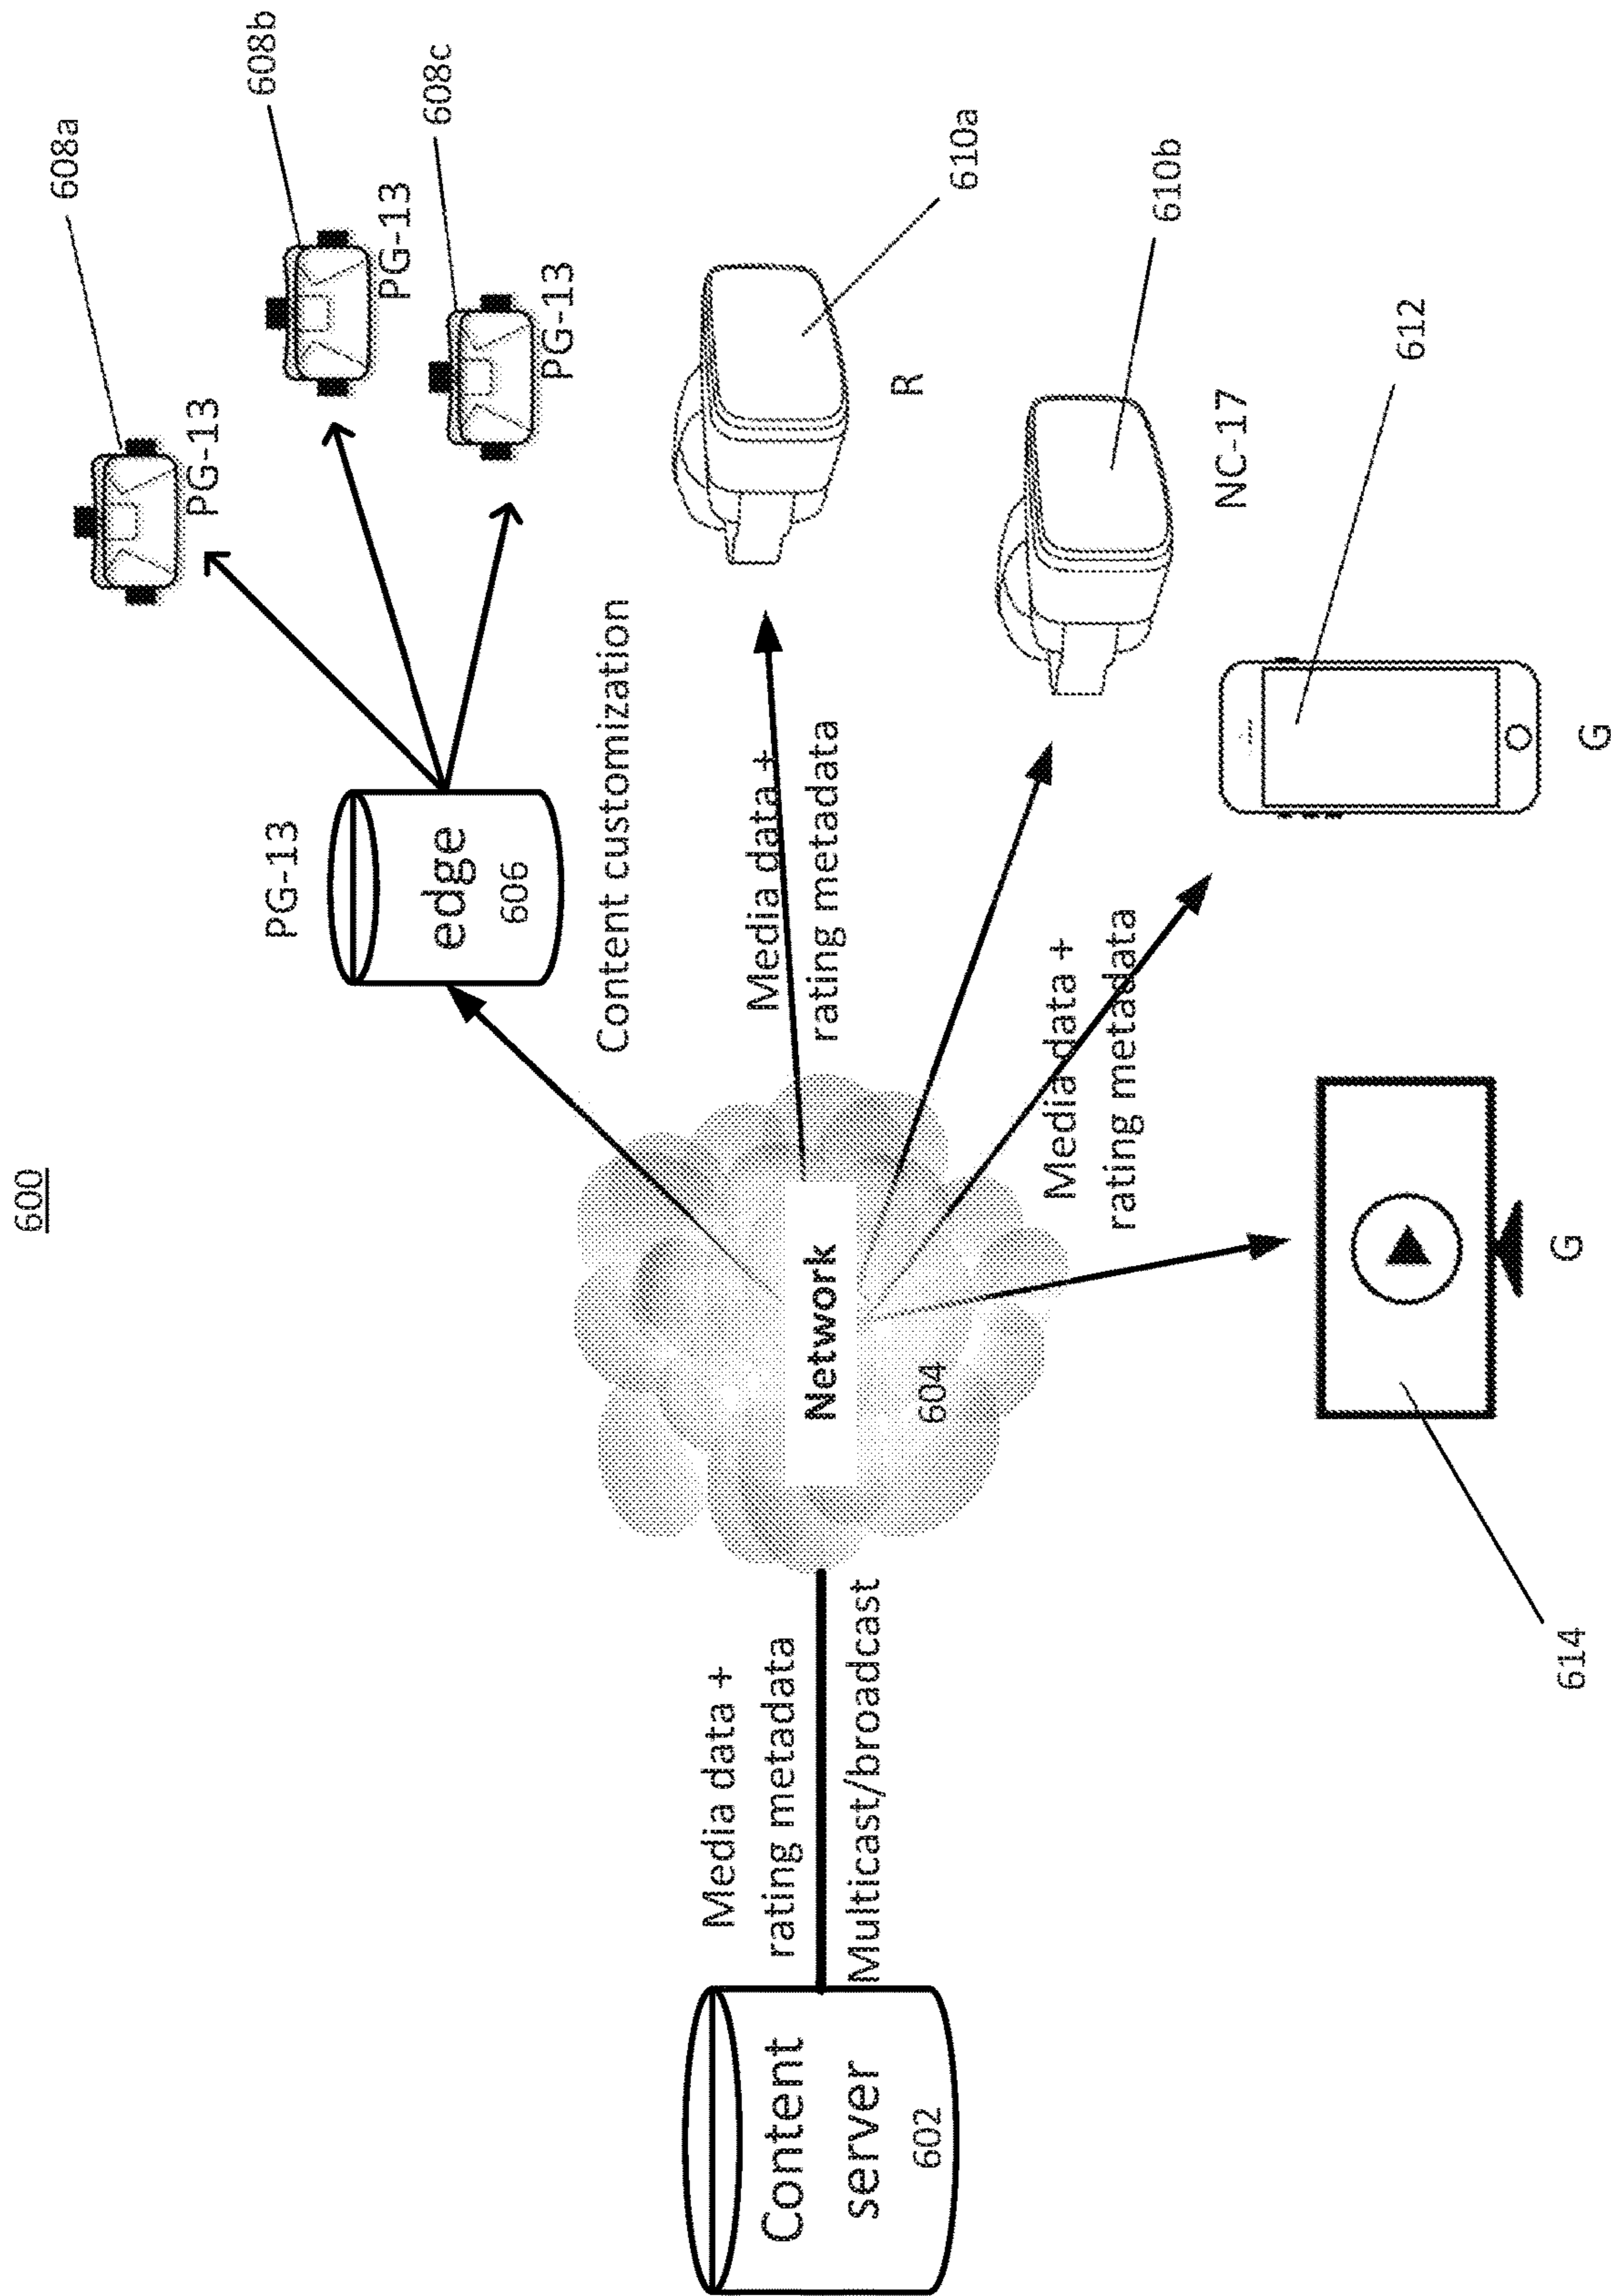 600
Content
server
602
Media data +
rating metadata
Multicast/broadcast
Network
604
PG-13
edge
606
Content customization
608a
PG-13
608b
PG-13
608c
PG-13
Media data +
rating metadata
610a
R
Media data +
rating metadata
610b
NC-17
612
G
614
G